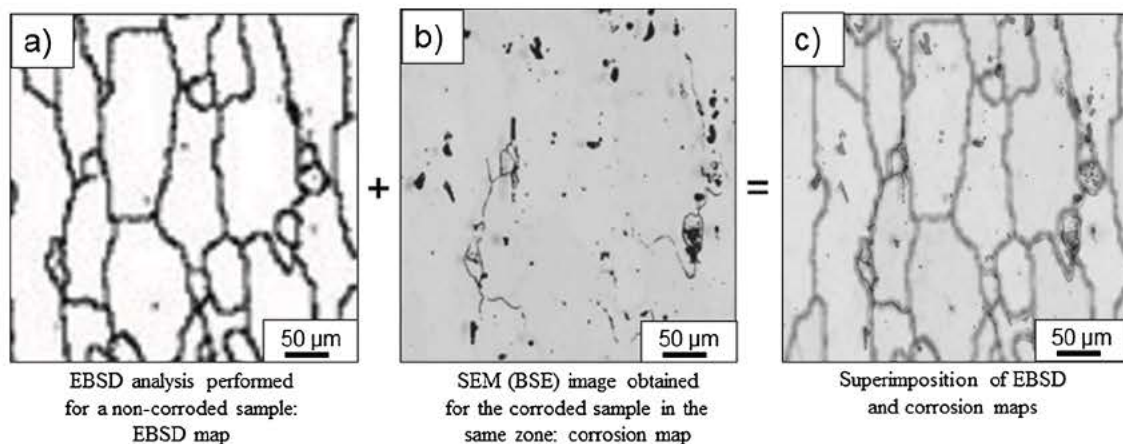 a)
b)
c)
+
=
50 µm
50 µm
50 µm
EBSD analysis performed
for a non-corroded sample:
EBSD map
SEM (BSE) image obtained
for the corroded sample in the
same zone: corrosion map
Superimposition of EBSD
and corrosion maps